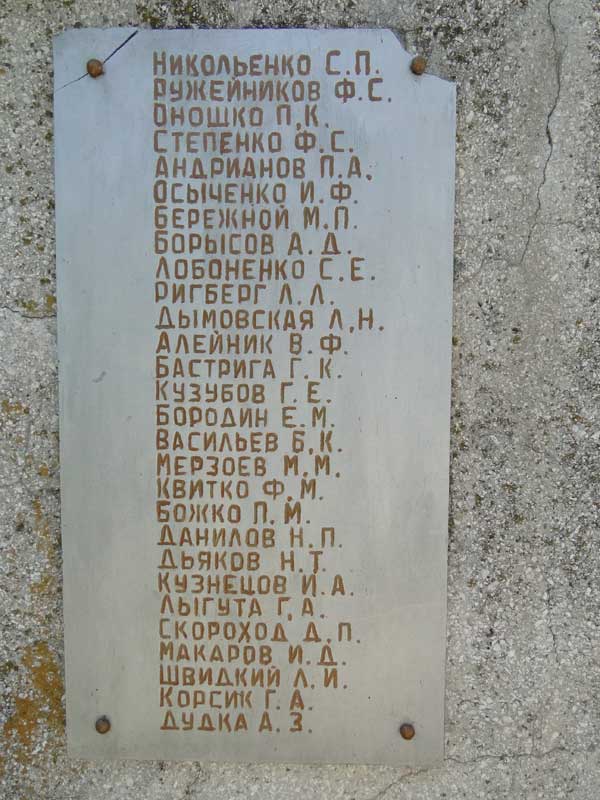 НИКОЛЬЕНКО С.П.
РУЖЕЙНИКОВ Ф.С.
ОНОШКО П.К.
СТЕПЕНКО Ф.С.
АНДРИАНОВ П.А.
ОСЫЧЕНКО И.Ф.
БЕРЕЖНОЙ М.П.
БОРЫСОВ А.Д.
ЛОБОНЕНКО С.Е.
РИГБЕРГ Л.Л.
ДЫМОВСКАЯ Л.Н.
АЛЕЙНИК В.Ф.
БАСТРИГА Г.К.
КУЗУБОВ Г.Е.
БОРОДИН Е.М.
ВАСИЛЬЕВ Б.К.
МЕРЗОЕВ М.М.
КВИТКО Ф.М.
БОЖКО П.М.
ДАНИЛОВ Н.П.
ДЬЯКОВ Н.Т.
КУЗНЕЦОВ И.А.
ЛЫГУТА Г.А.
СКОРОХОД Д.П.
МАКАРОВ И.Д.
ШВИДКИЙ Л.И.
КОРСИК Г.А.
ДУДКА А.З.